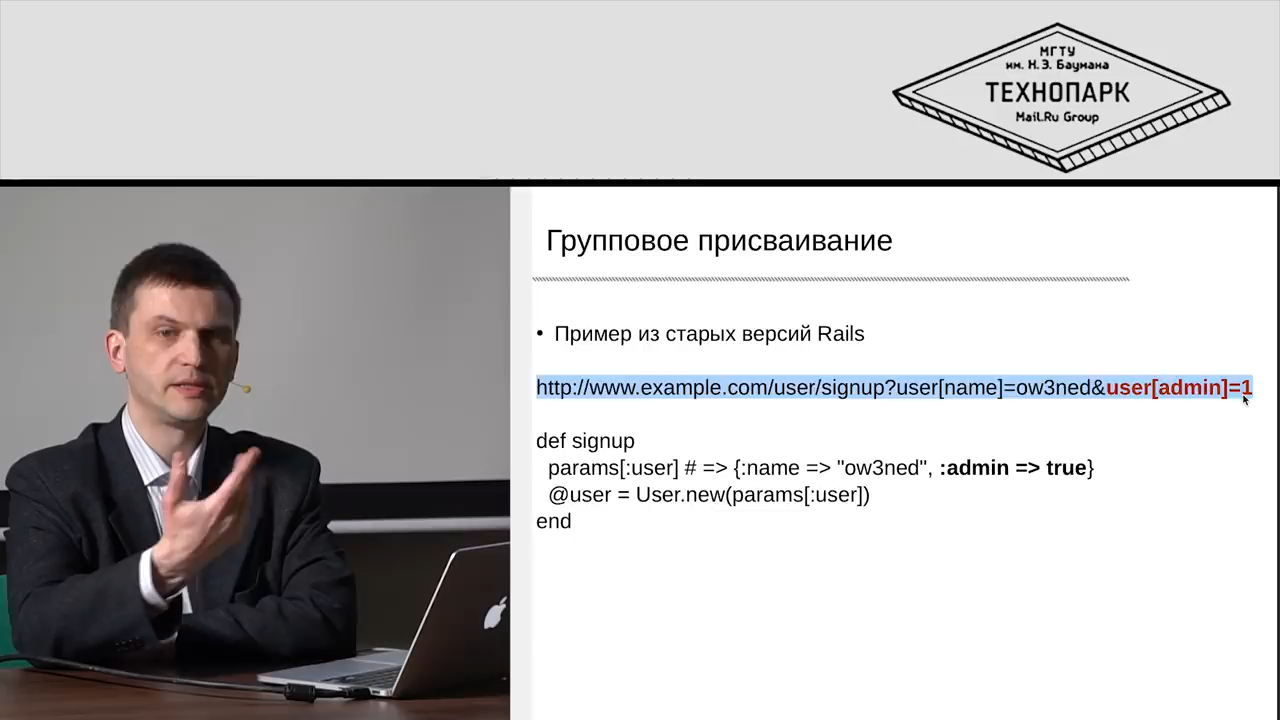 МГТУ
им. Н.Э. Баумана
ТЕХНОПАРК
Mail.Ru Group
Групповое присваивание
• Пример из старых версий Rails
http://www.example.com/user/signup?user[name]=ow3ned&user[admin]=1
def signup
params[:user] # => {:name => "ow3ned", :admin => true}
@user = User.new(params[:user])
end